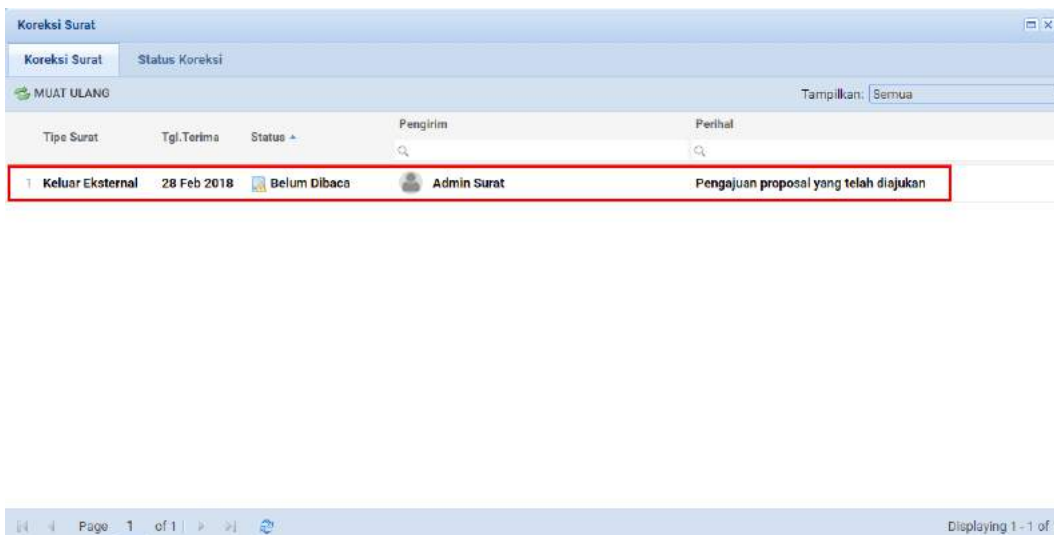 Koreksi Surat
Koreksi Surat Status Koreksi
MUAT ULANG Tampilkan: Semua
Tipe Surat Tgl.Terima Status Pengirim Perihal
1 Keluar Eksternal 28 Feb 2018 Belum Dibaca Admin Surat Pengajuan proposal yang telah diajukan
Page 1 of 1 Displaying 1 - 1 of